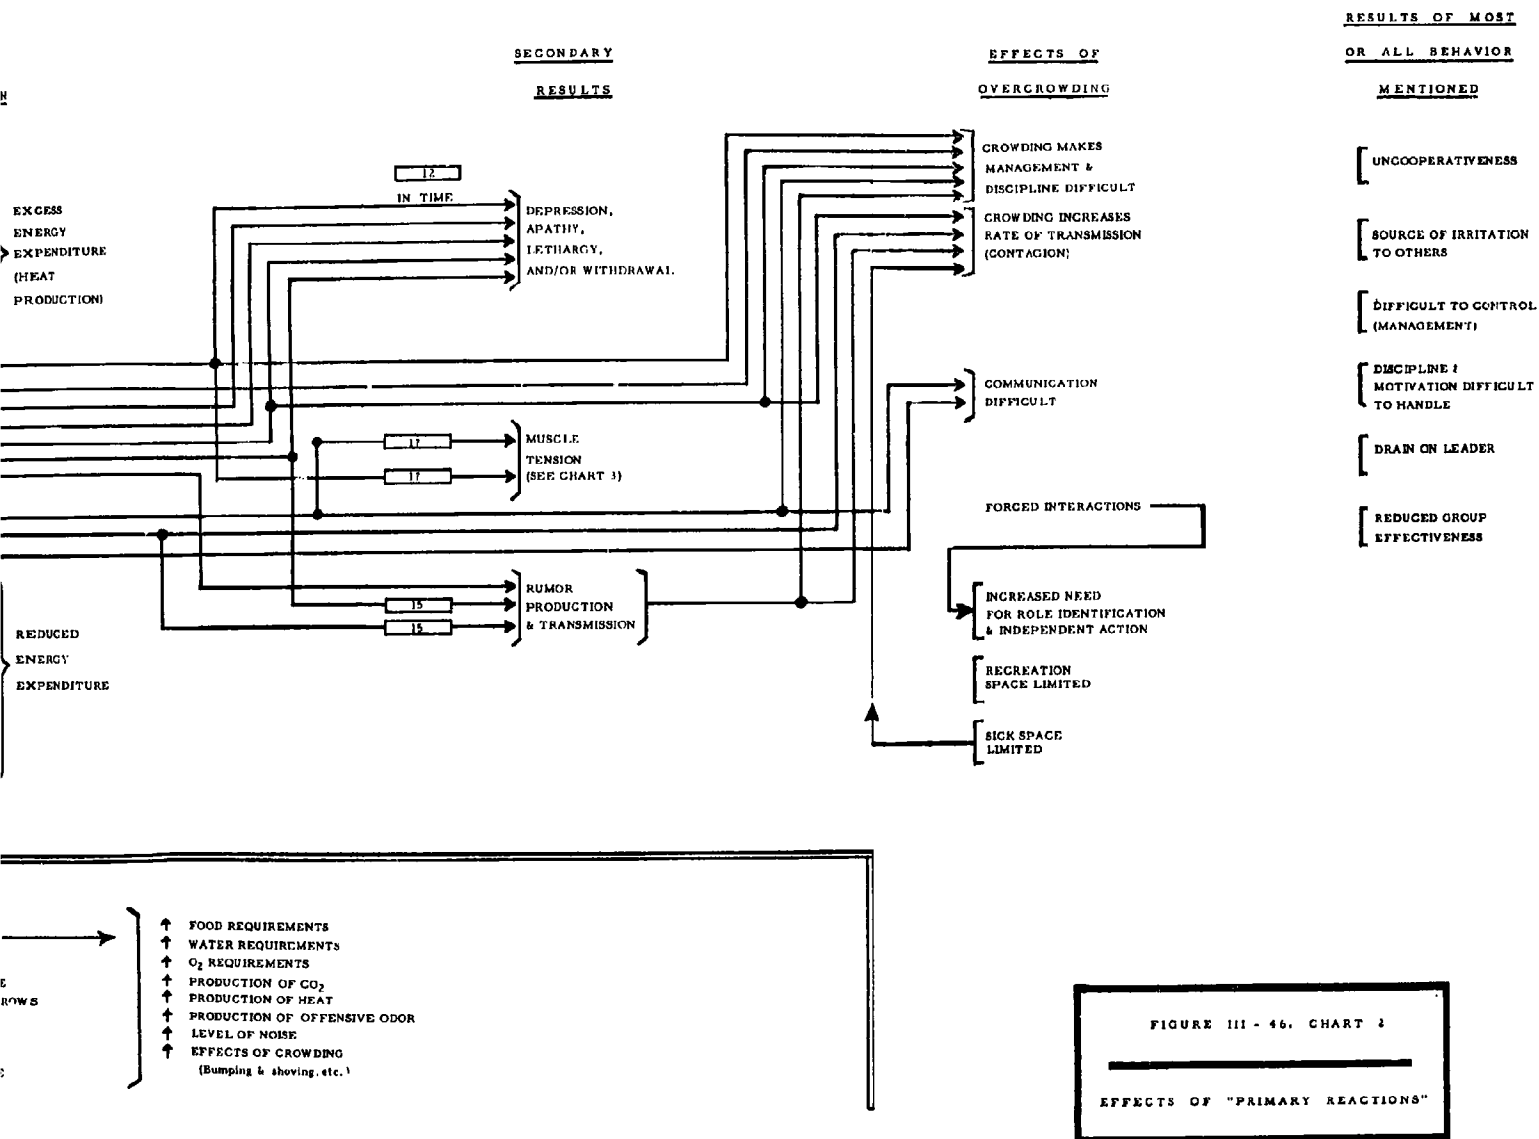 N
EXCESS
ENERGY
EXPENDITURE
(HEAT
PRODUCTION)
REDUCED
ENERGY
EXPENDITURE
SECONDARY
RESULTS
12
IN TIME
DEPRESSION,
APATHY,
LETHARGY,
AND/OR WITHDRAWAL
17
17
MUSCLE
TENSION
(SEE CHART 3)
15
15
RUMOR
PRODUCTION
& TRANSMISSION
EFFECTS OF
OVERCROWDING
CROWDING MAKES
MANAGEMENT &
DISCIPLINE DIFFICULT
CROWDING INCREASES
RATE OF TRANSMISSION
(CONTAGION)
COMMUNICATION
DIFFICULT
FORCED INTERACTIONS
INCREASED NEED
FOR ROLE IDENTIFICATION
& INDEPENDENT ACTION
RECREATION
SPACE LIMITED
SICK SPACE
LIMITED
RESULTS OF MOST
OR ALL BEHAVIOR
MENTIONED
UNCOOPERATIVENESS
SOURCE OF IRRITATION
TO OTHERS
DIFFICULT TO CONTROL
(MANAGEMENT)
DISCIPLINE &
MOTIVATION DIFFICULT
TO HANDLE
DRAIN ON LEADER
REDUCED GROUP
EFFECTIVENESS
E
ROWS
↑ FOOD REQUIREMENTS
↑ WATER REQUIREMENTS
↑ O₂ REQUIREMENTS
↑ PRODUCTION OF CO₂
↑ PRODUCTION OF HEAT
↑ PRODUCTION OF OFFENSIVE ODOR
↑ LEVEL OF NOISE
↑ EFFECTS OF CROWDING
(Bumping & shoving, etc.)
FIGURE III - 46. CHART 2
EFFECTS OF "PRIMARY REACTIONS"